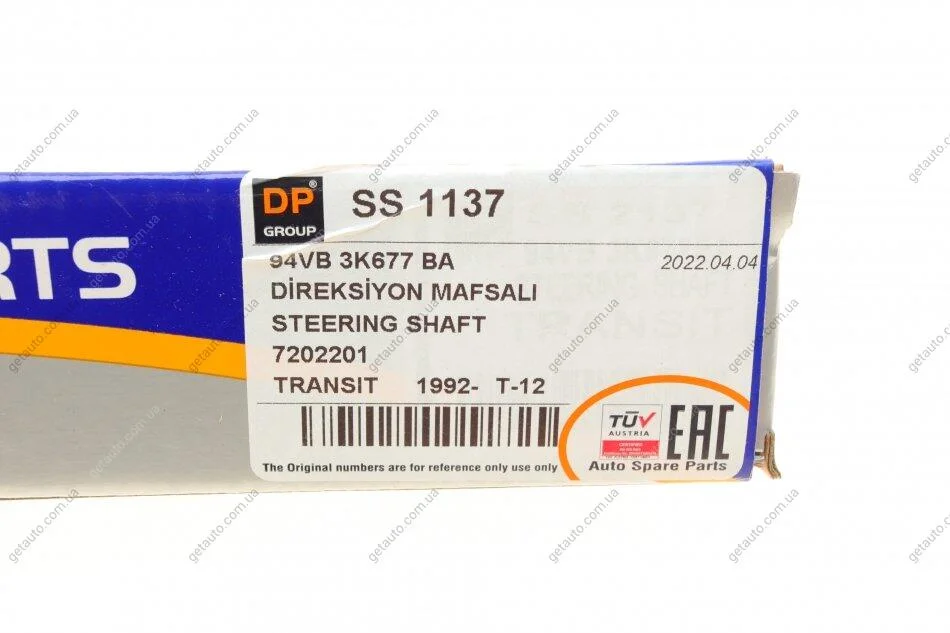 RTS
DP®
GROUP
SS 1137
94VB 3K677 BA
2022.04.04
DİREKSİYON MAFSALI
STEERING SHAFT
7202201
TRANSIT 1992- T-12
The Original numbers are for reference only use only
TÜV
AUSTRIA
CERTIFIED
EAC
Auto Spare Parts
getauto.com.ua